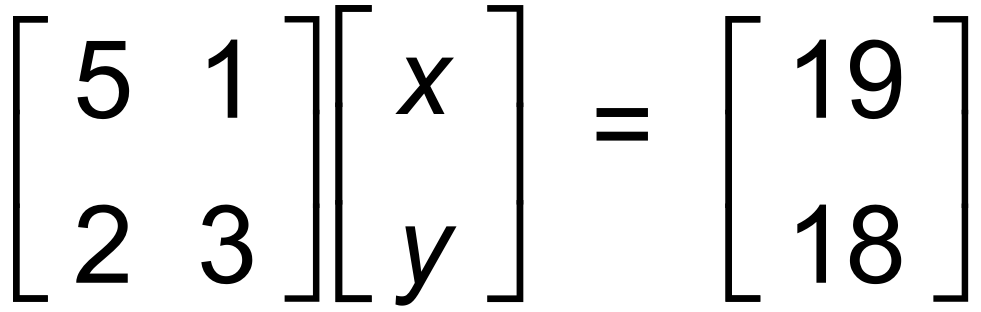 [5 1] [x] = [19]
[2 3] [y] [18]